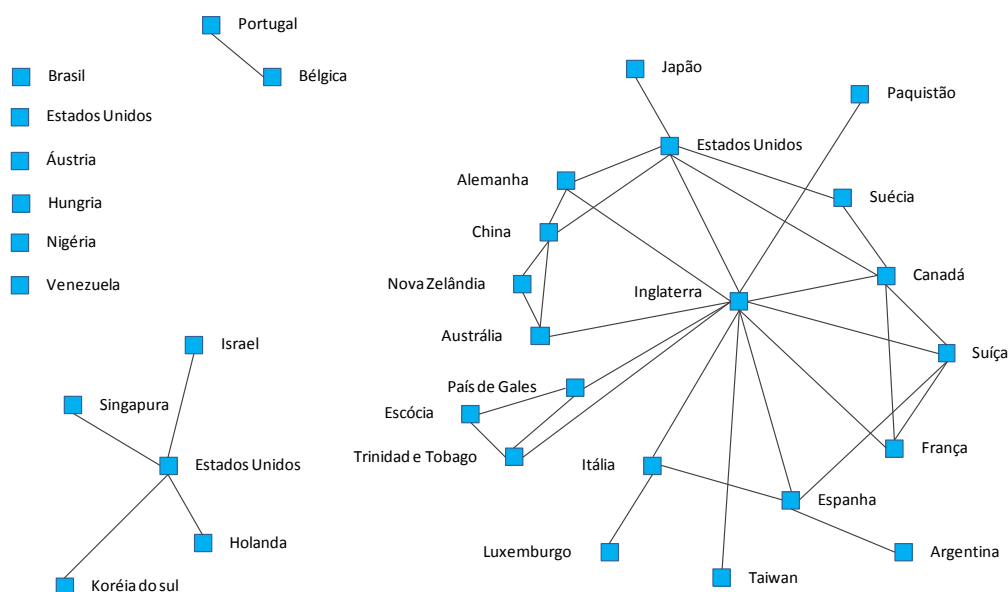 Portugal
Bélgica
Brasil
Estados Unidos
Áustria
Hungria
Nigéria
Venezuela
Japão
Paquistão
Estados Unidos
Alemanha
Suécia
China
Canadá
Nova Zelândia
Inglaterra
Austrália
Suíça
País de Gales
Escócia
Trinidad e Tobago
França
Itália
Espanha
Luxemburgo
Argentina
Taiwan
Israel
Singapura
Estados Unidos
Holanda
Koréia do sul